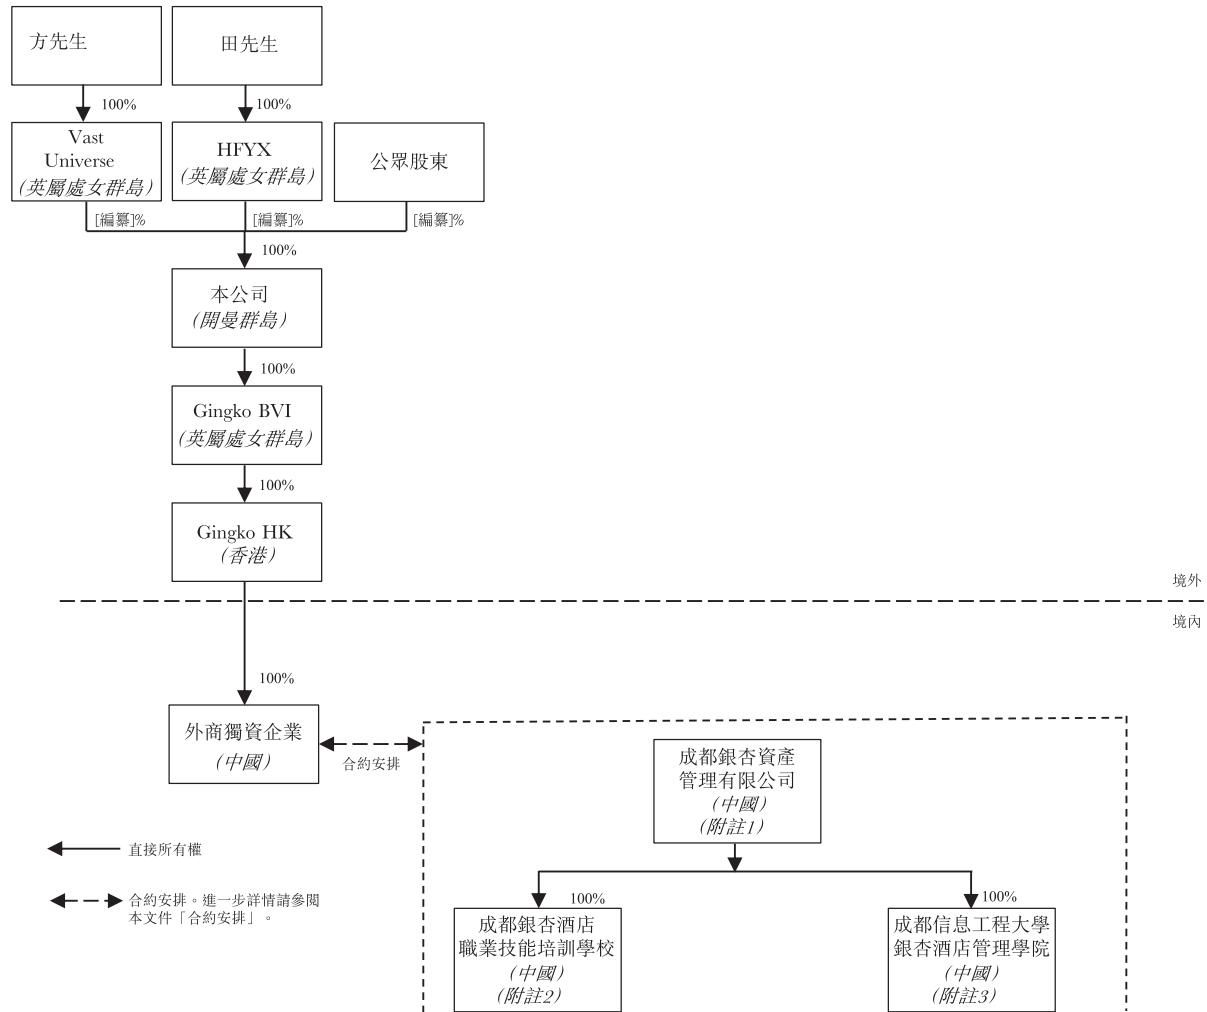 方先生
田先生
100%
100%
Vast
Universe
(英屬處女群島)
HFYX
(英屬處女群島)
公眾股東
[編纂]%
[編纂]%
[編纂]%
100%
本公司
(開曼群島)
100%
Gingko BVI
(英屬處女群島)
100%
Gingko HK
(香港)
境外
境內
100%
外商獨資企業
(中國)
合約安排
成都銀杏資產
管理有限公司
(中國)
(附註1)
直接所有權
合約安排。進一步詳情請參閱
本文件「合約安排」。
100%
100%
成都銀杏酒店
職業技能培訓學校
(中國)
(附註2)
成都信息工程大學
銀杏酒店管理學院
(中國)
(附註3)